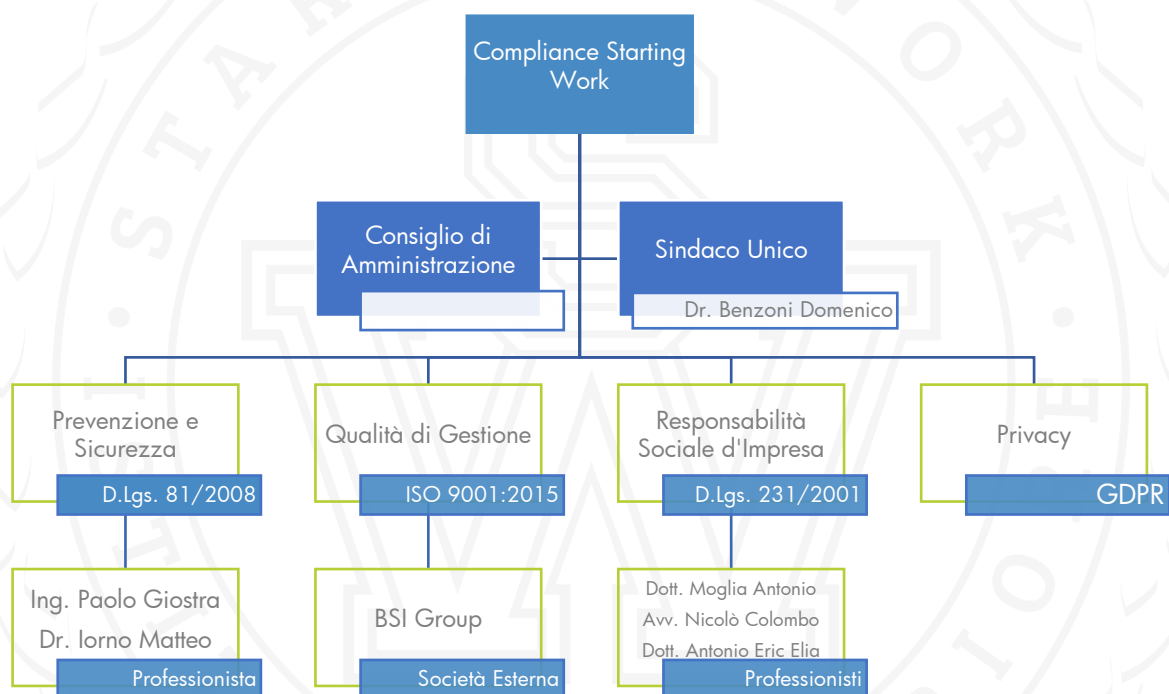 Compliance Starting
Work
Consiglio di
Amministrazione
Sindaco Unico
Dr. Benzoni Domenico
Prevenzione e
Sicurezza
D.Lgs. 81/2008
Qualità di Gestione
ISO 9001:2015
Responsabilità
Sociale d'Impresa
D.Lgs. 231/2001
Privacy
GDPR
Ing. Paolo Giostra
Dr. Iorno Matteo
Professionista
BSI Group
Società Esterna
Dott. Moglia Antonio
Avv. Nicolò Colombo
Dott. Antonio Eric Elia
Professionisti